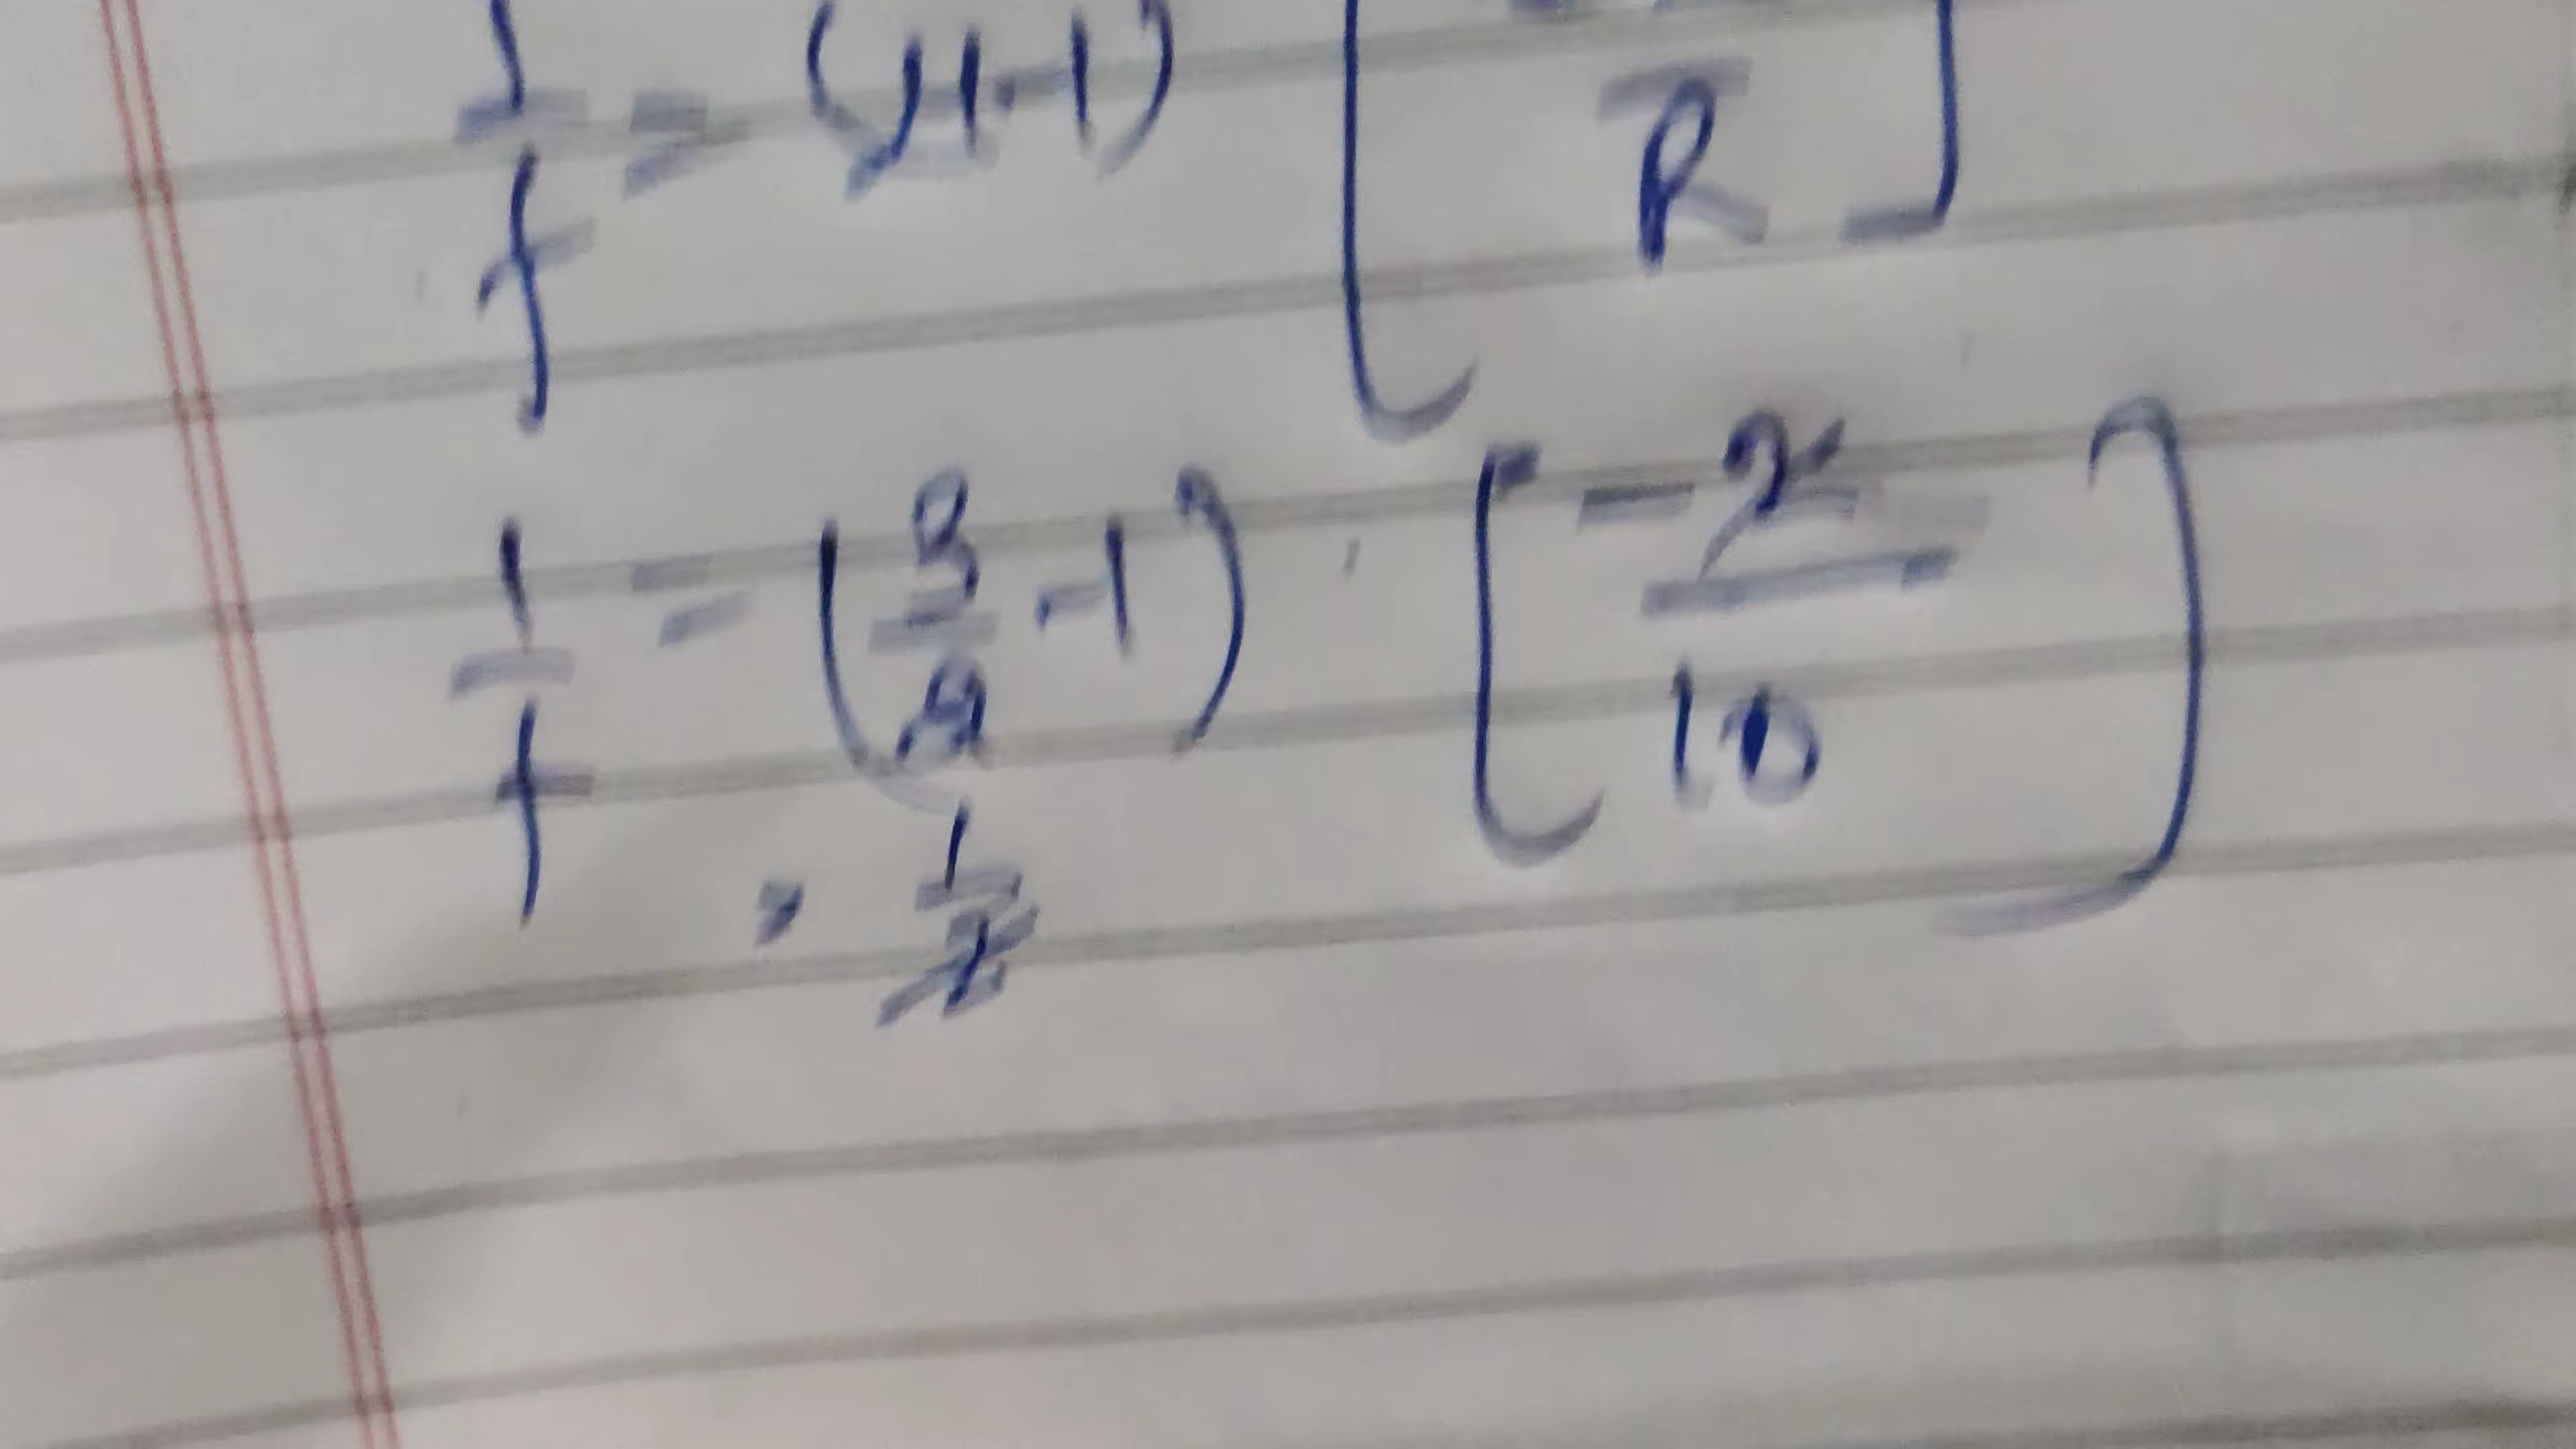 1/f = (μ-1) [ /R ]
1/f = (3/2 - 1) [ -2/10 ]
1/2